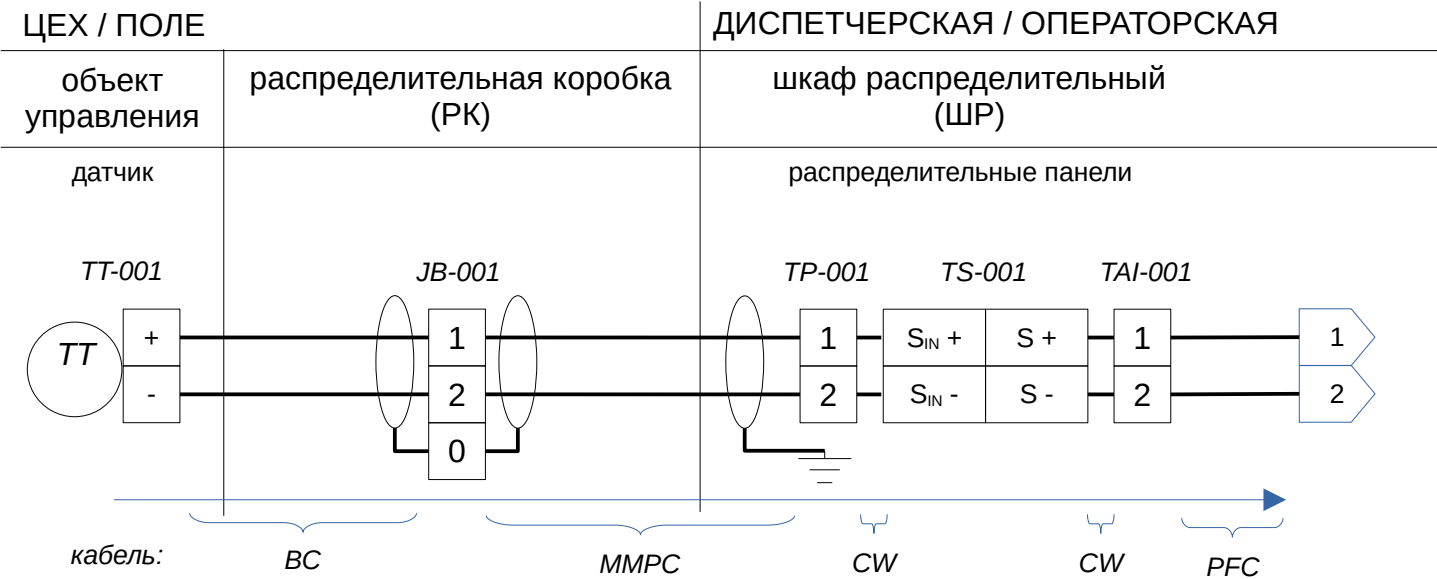 ЦЕХ / ПОЛЕ
ДИСПЕТЧЕРСКАЯ / ОПЕРАТОРСКАЯ
объект
управления
распределительная коробка
(РК)
шкаф распределительный
(ШР)
датчик
распределительные панели
TT-001
JB-001
TP-001
TS-001
TAI-001
TT
+
1
1
SIN +
S +
1
1
-
2
2
SIN -
S -
2
2
0
кабель:
BC
MMPC
CW
CW
PFC